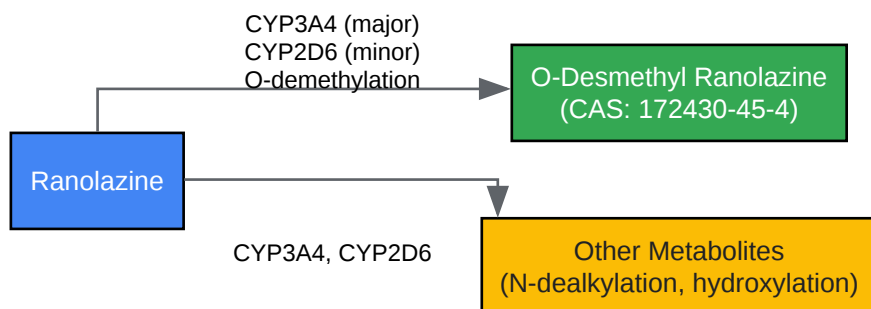 CYP3A4 (major)
CYP2D6 (minor)
O-demethylation
O-Desmethyl Ranolazine
(CAS: 172430-45-4)
Ranolazine
CYP3A4, CYP2D6
Other Metabolites
(N-dealkylation, hydroxylation)